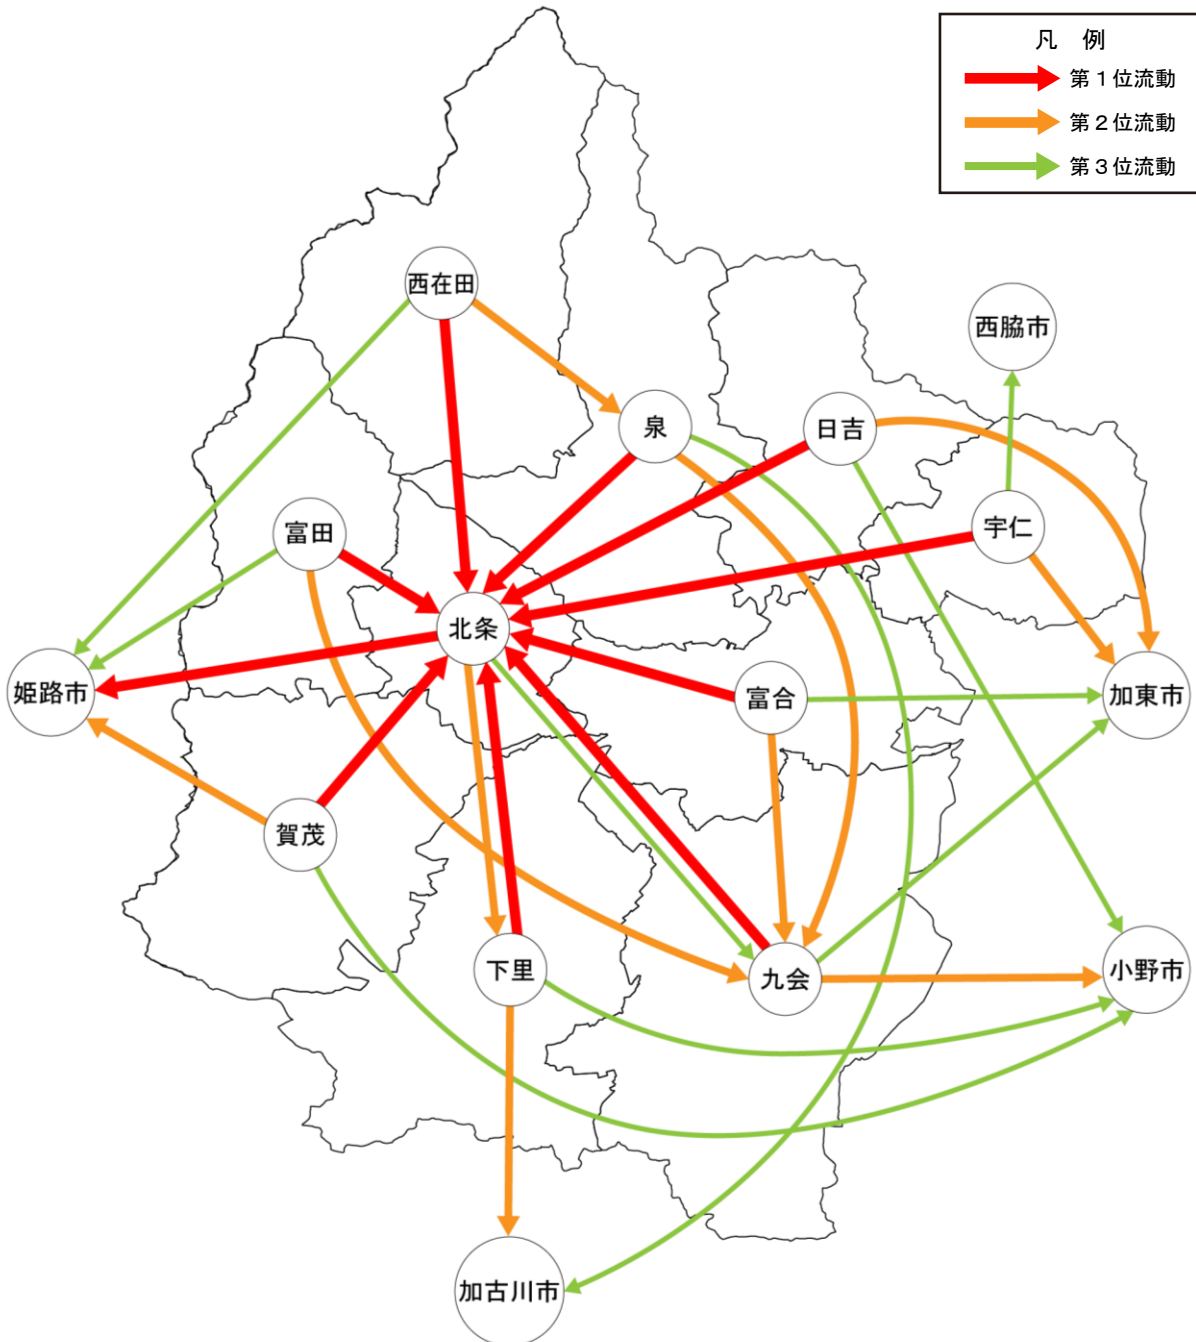 凡 例
第1位流動
第2位流動
第3位流動
西在田
西脇市
泉
日吉
富田
宇仁
北条
姫路市
富合
加東市
賀茂
下里
九会
小野市
加古川市